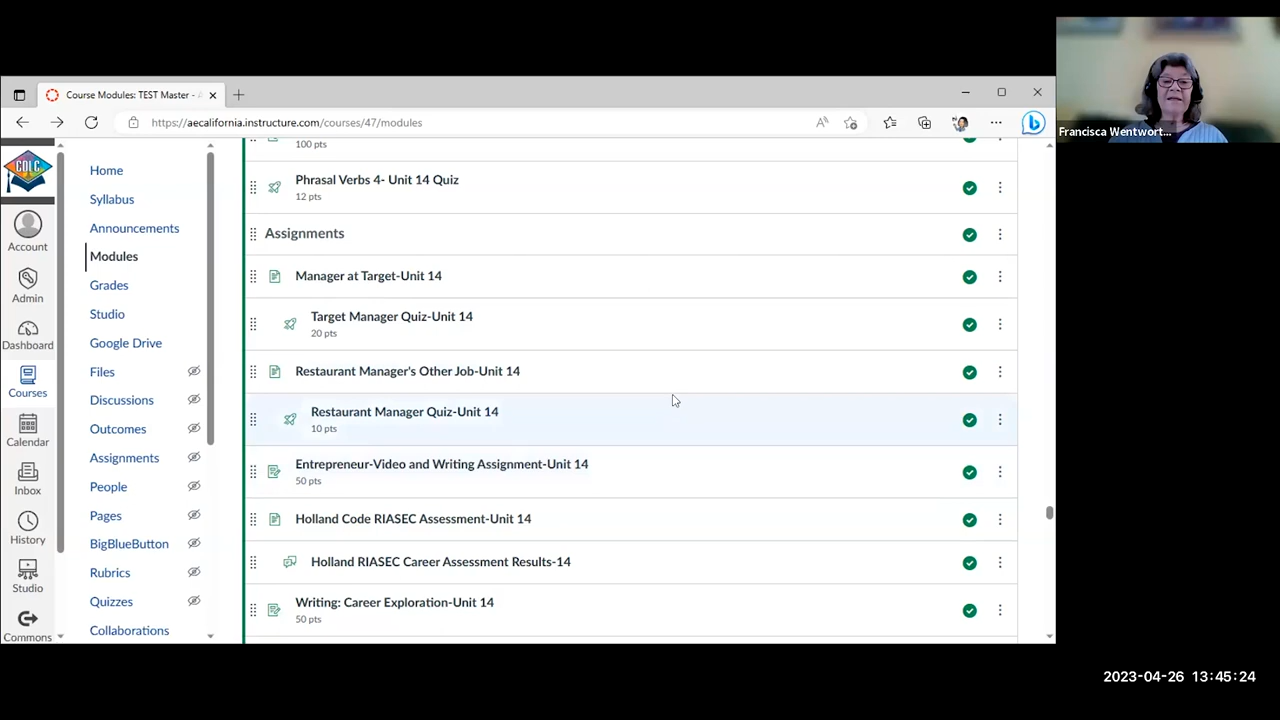 Course Modules: TEST Master - A
https://aecalifornia.instructure.com/courses/47/modules
Francisca Wentwort...
COLC
Account
Admin
Dashboard
Courses
Calendar
Inbox
History
Studio
Commons
Home
Syllabus
Announcements
Modules
Grades
Studio
Google Drive
Files
Discussions
Outcomes
Assignments
People
Pages
BigBlueButton
Rubrics
Quizzes
Collaborations
100 pts
Phrasal Verbs 4- Unit 14 Quiz
12 pts
Assignments
Manager at Target-Unit 14
Target Manager Quiz-Unit 14
20 pts
Restaurant Manager's Other Job-Unit 14
Restaurant Manager Quiz-Unit 14
10 pts
Entrepreneur-Video and Writing Assignment-Unit 14
50 pts
Holland Code RIASEC Assessment-Unit 14
Holland RIASEC Career Assessment Results-14
Writing: Career Exploration-Unit 14
50 pts
2023-04-26 13:45:24